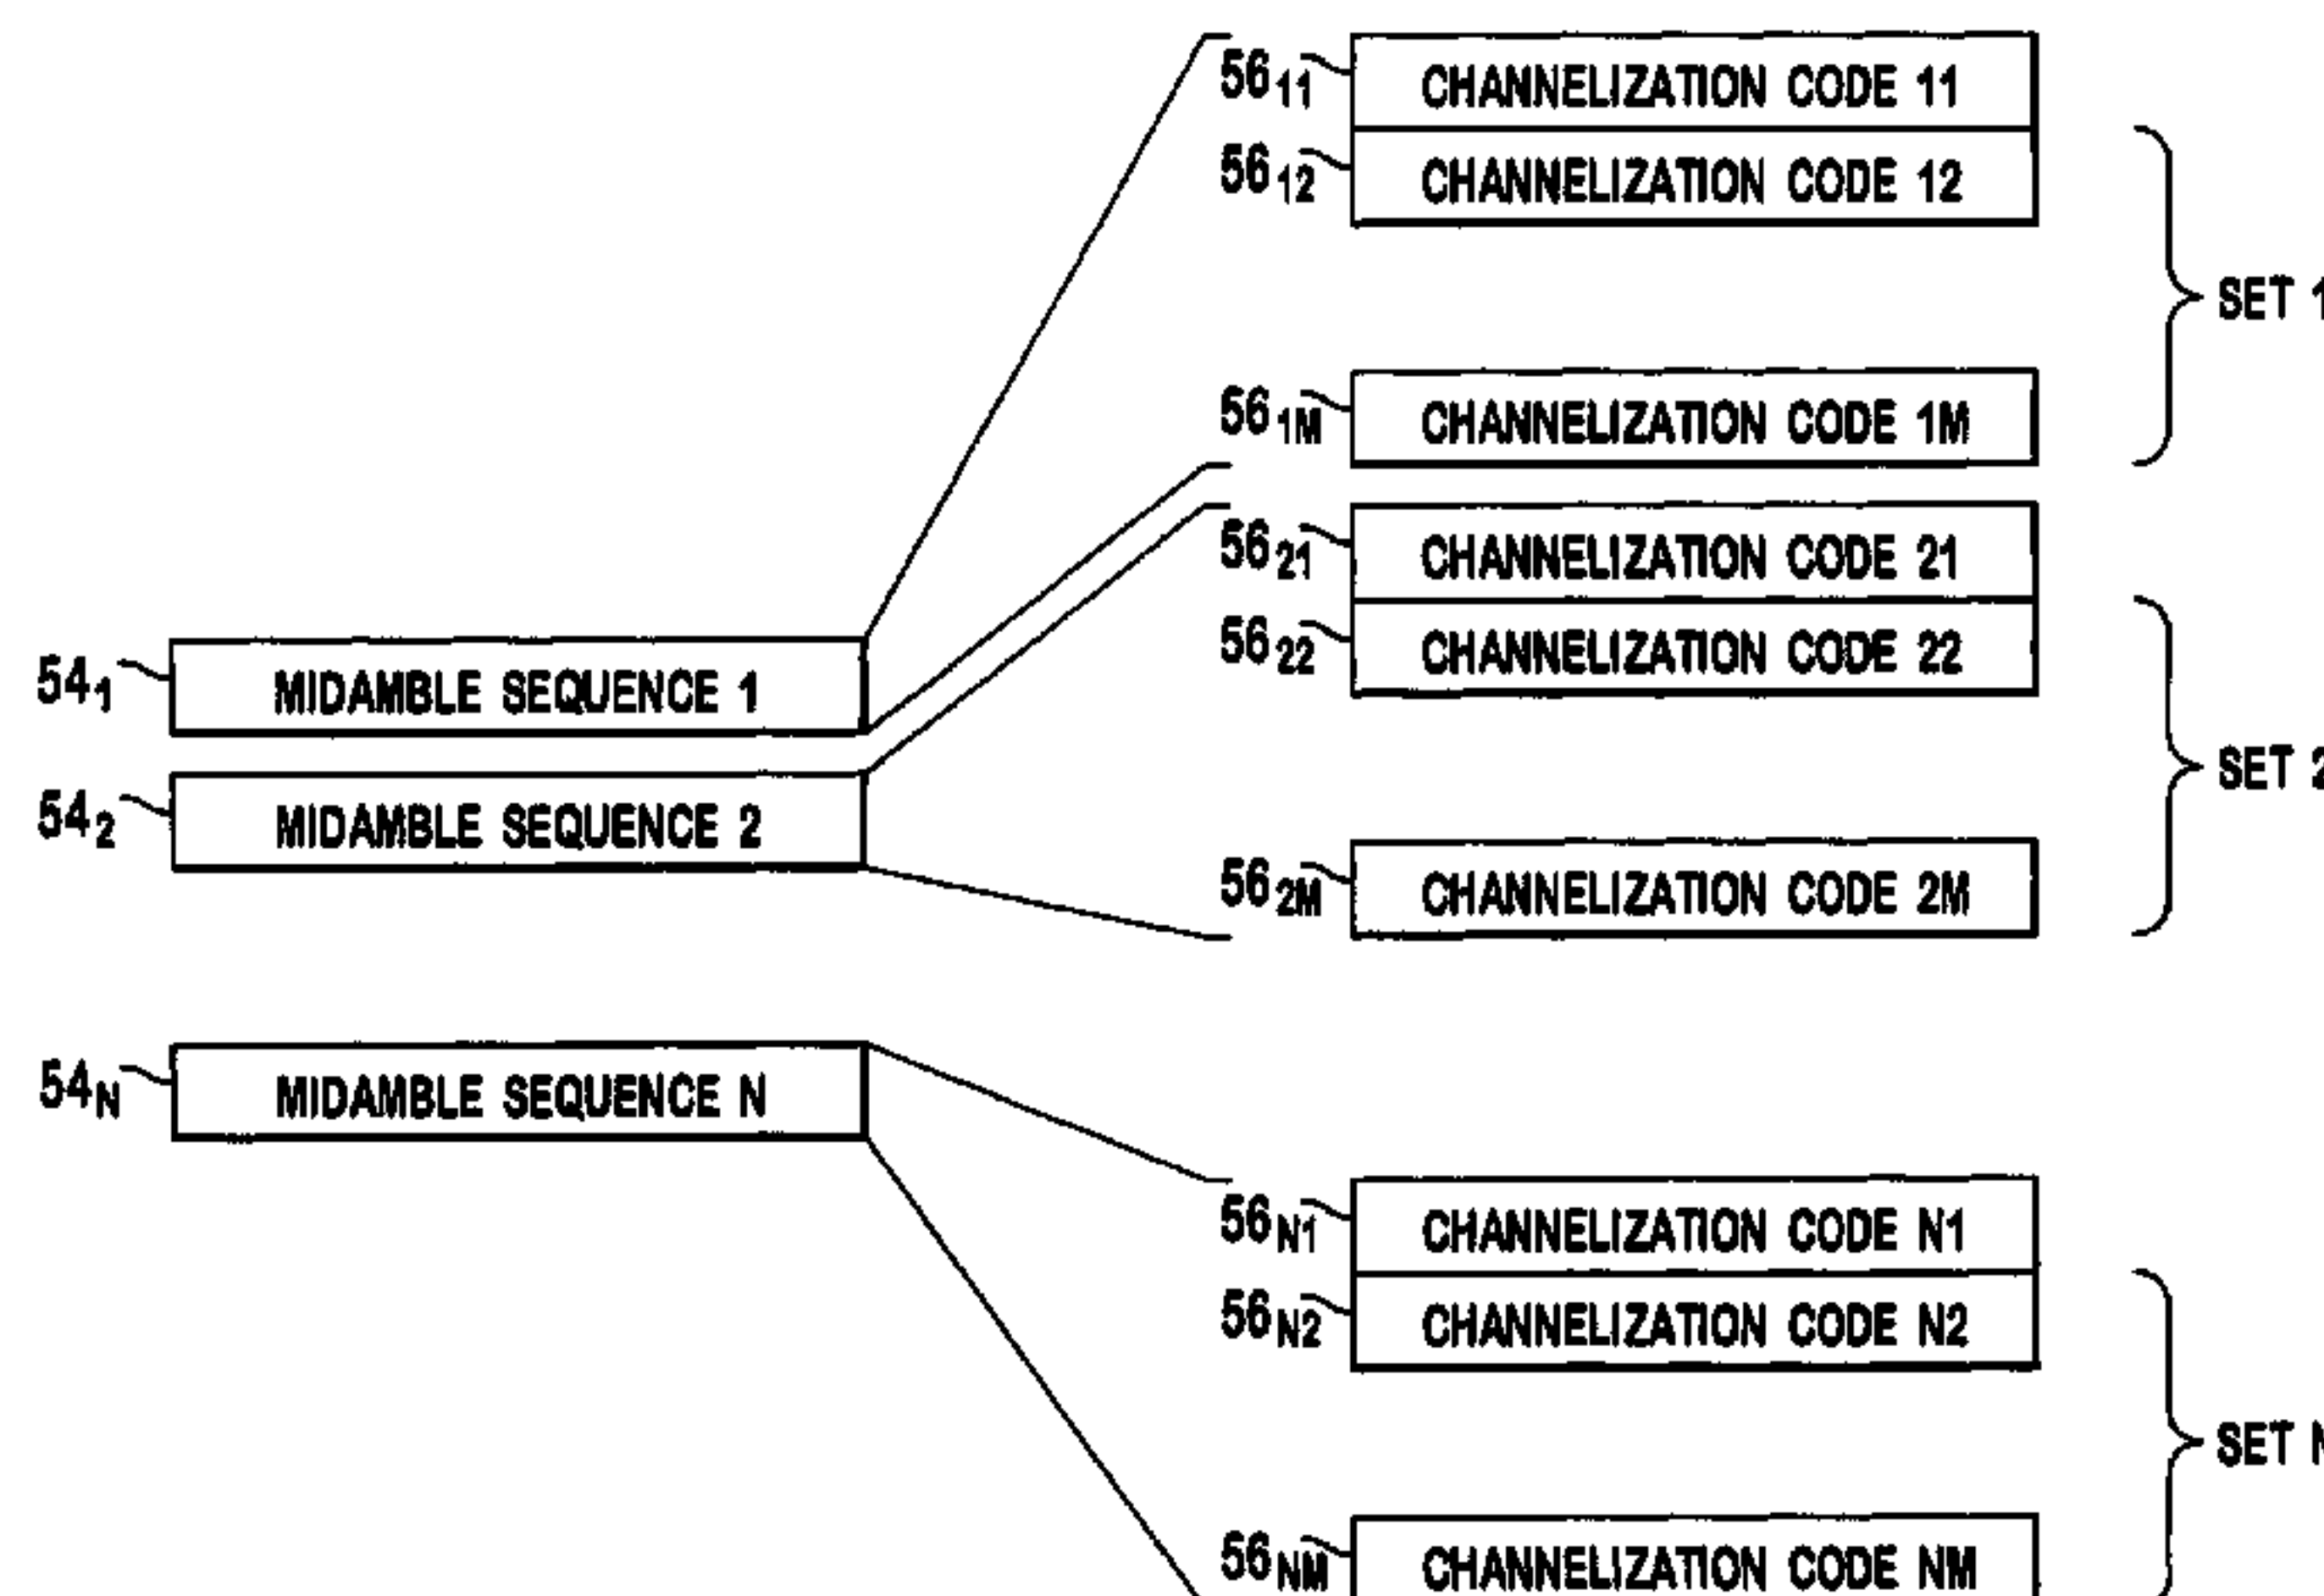 56₁₁ CHANNELIZATION CODE 11
56₁₂ CHANNELIZATION CODE 12
SET 1
56₁M CHANNELIZATION CODE 1M
56₂₁ CHANNELIZATION CODE 21
56₂₂ CHANNELIZATION CODE 22
54₁ MIDAMBLE SEQUENCE 1
SET 2
54₂ MIDAMBLE SEQUENCE 2
56₂M CHANNELIZATION CODE 2M
54N MIDAMBLE SEQUENCE N
56N1 CHANNELIZATION CODE N1
56N2 CHANNELIZATION CODE N2
SET N
56NM CHANNELIZATION CODE NM